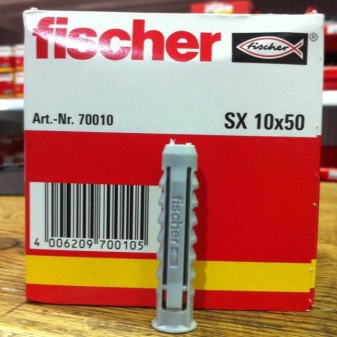 fischer
fischer ®
Art.-Nr. 70010
SX 10x50
fischer
4 006209 700105